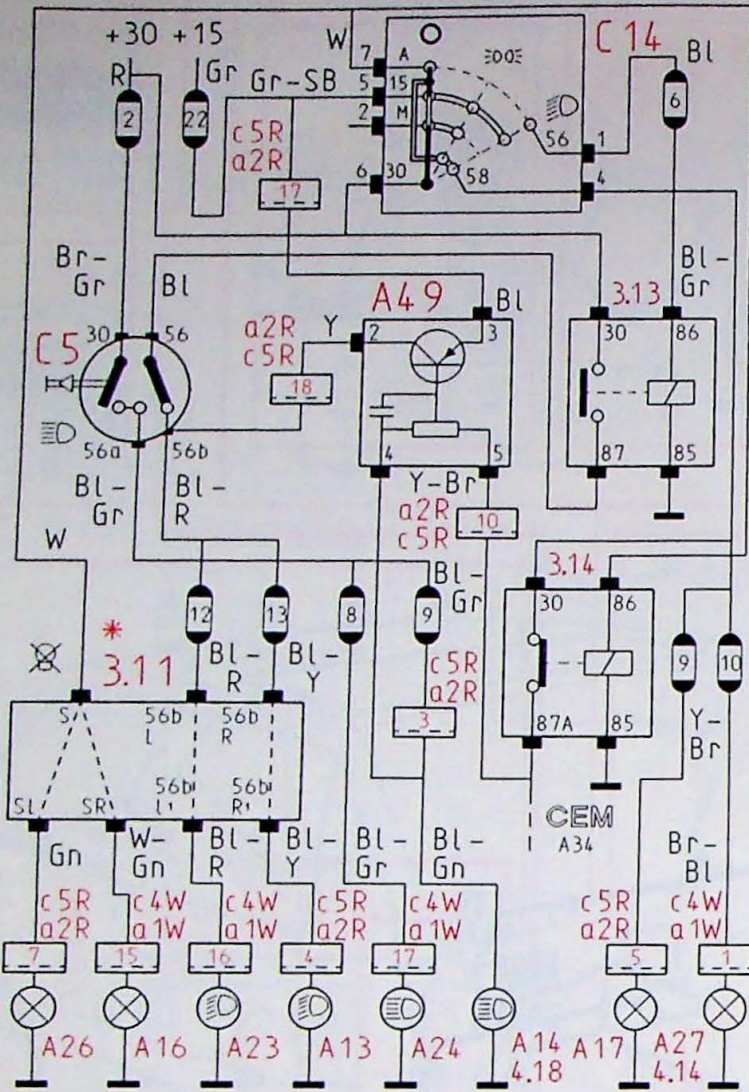 +30 +15
W
7
A
C 14
Bl
R
Gr
Gr-SB
5
15
2
22
2
M
6
c5R
a2R
56
1
17
6
30
58
4
Br-
Gr
Bl
A49
Bl
Bl-
Gr
3.13
30
56
a2R
c5R
Y
2
3
30
86
C5
18
56a
56b
4
5
87
85
Bl-
Gr
Bl-
R
Y-Br
a2R
c5R
10
W
Bl-
Gr
3.14
30
86
12
13
8
9
9
10
*
3.11
Bl-
R
Bl-
Y
c5R
a2R
S
56b
L
56b
R
3
87A
85
Y-
Br
SL
SR
56b
L'
56b
R'
CEM
A34
Gn
W-
Gn
Bl-
R
Bl-
Y
Bl-
Gr
Bl-
Gn
Br-
Bl
c5R
a2R
c4W
a1W
c4W
a1W
c5R
a2R
c4W
a1W
c5R
a2R
c4W
a1W
7
15
16
4
17
5
1
A26
A16
A23
A13
A24
A14
4.18
A17
A27
4.14